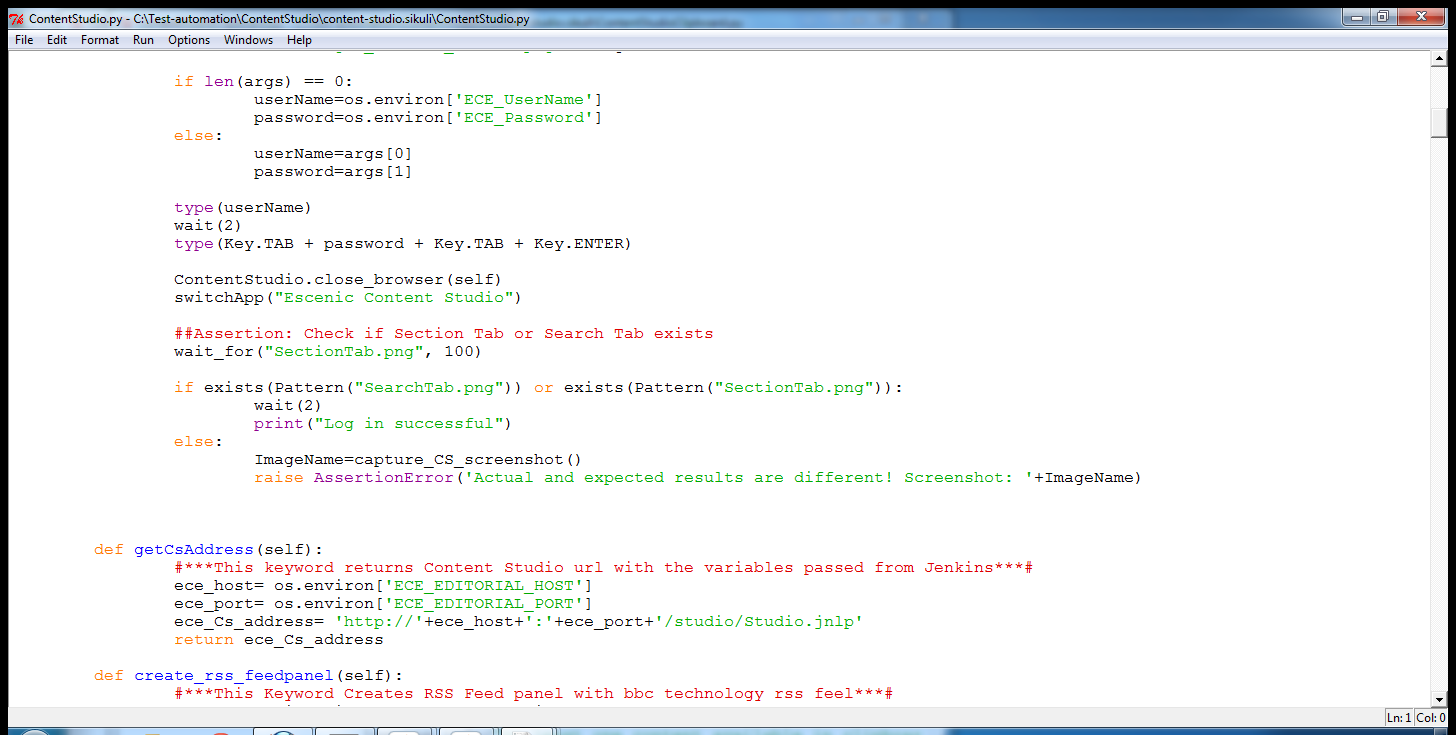 ContentStudio.py - C:\Test-automation\ContentStudio\content-studio.sikuli\ContentStudio.py
File Edit Format Run Options Windows Help
if len(args) == 0:
userName=os.environ['ECE_UserName']
password=os.environ['ECE_Password']
else:
userName=args[0]
password=args[1]
type(userName)
wait(2)
type(Key.TAB + password + Key.TAB + Key.ENTER)
ContentStudio.close_browser(self)
switchApp("Escenic Content Studio")
##Assertion: Check if Section Tab or Search Tab exists
wait_for("SectionTab.png", 100)
if exists(Pattern("SearchTab.png")) or exists(Pattern("SectionTab.png")):
wait(2)
print("Log in successful")
else:
ImageName=capture_CS_screenshot()
raise AssertionError('Actual and expected results are different! Screenshot: '+ImageName)
def getCsAddress(self):
#***This keyword returns Content Studio url with the variables passed from Jenkins***#
ece_host= os.environ['ECE_EDITORIAL_HOST']
ece_port= os.environ['ECE_EDITORIAL_PORT']
ece_Cs_address= 'http://'+ece_host+':'+ece_port+'/studio/Studio.jnlp'
return ece_Cs_address
def create_rss_feedpanel(self):
#***This Keyword Creates RSS Feed panel with bbc technology rss feel***#
Ln: 1 Col: 0